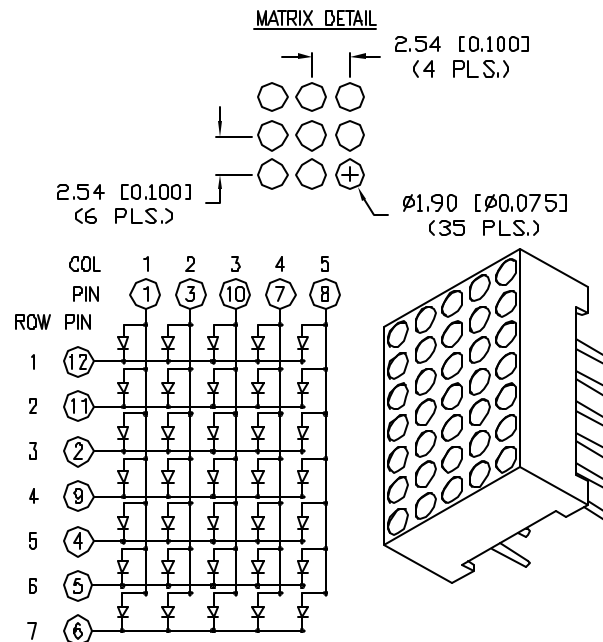 MATRIX DETAIL
2.54 [0.100]
(4 PLS.)
2.54 [0.100]
(6 PLS.)
Ø1.90 [Ø0.075]
(35 PLS.)
COL 1 2 3 4 5
PIN 1 3 10 7 8
ROW PIN
1 12
2 11
3 2
4 9
5 4
6 5
7 6